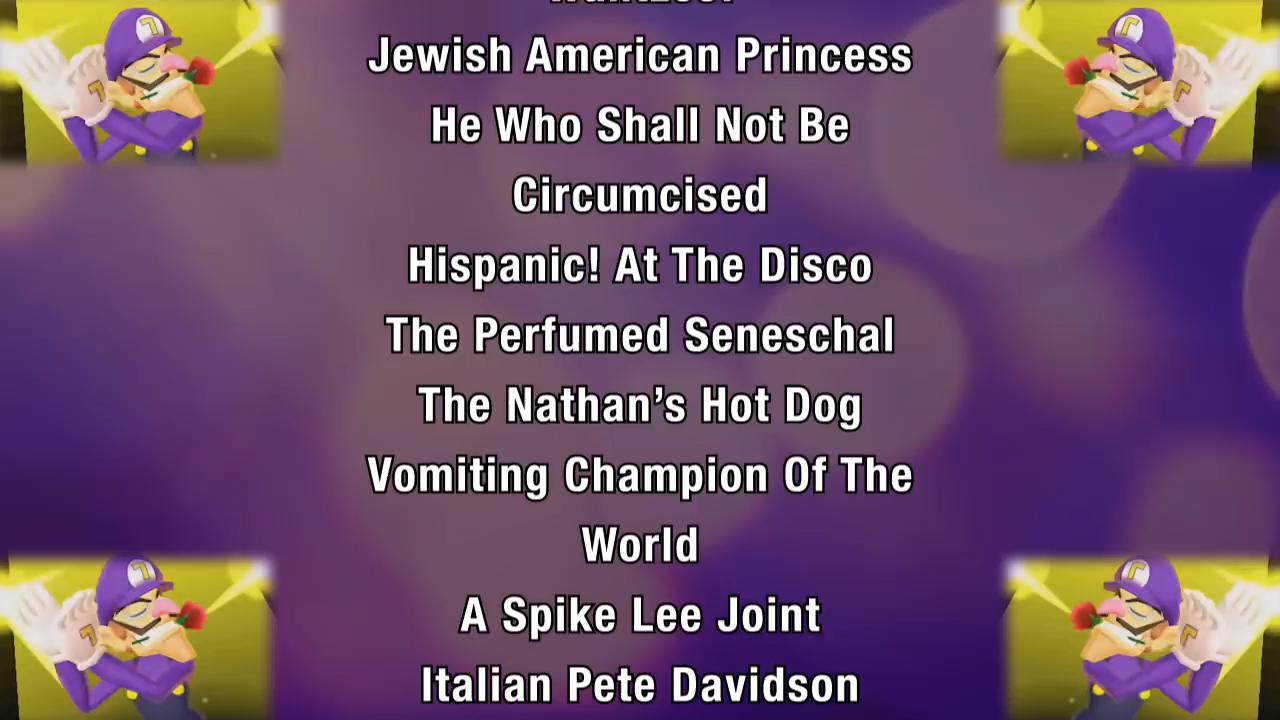 Jewish American Princess
He Who Shall Not Be
Circumcised
Hispanic! At The Disco
The Perfumed Seneschal
The Nathan’s Hot Dog
Vomiting Champion Of The
World
A Spike Lee Joint
Italian Pete Davidson